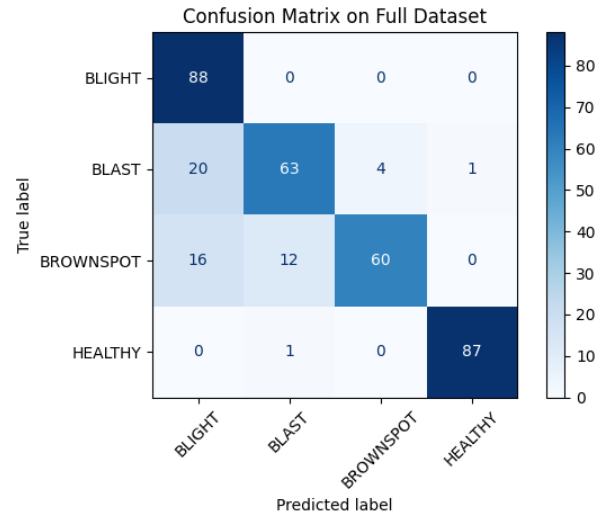 Confusion Matrix on Full Dataset
True label
BLIGHT 88 0 0 0
BLAST 20 63 4 1
BROWNSPOT 16 12 60 0
HEALTHY 0 1 0 87
BLIGHT BLAST BROWNSPOT HEALTHY
Predicted label
80
70
60
50
40
30
20
10
0